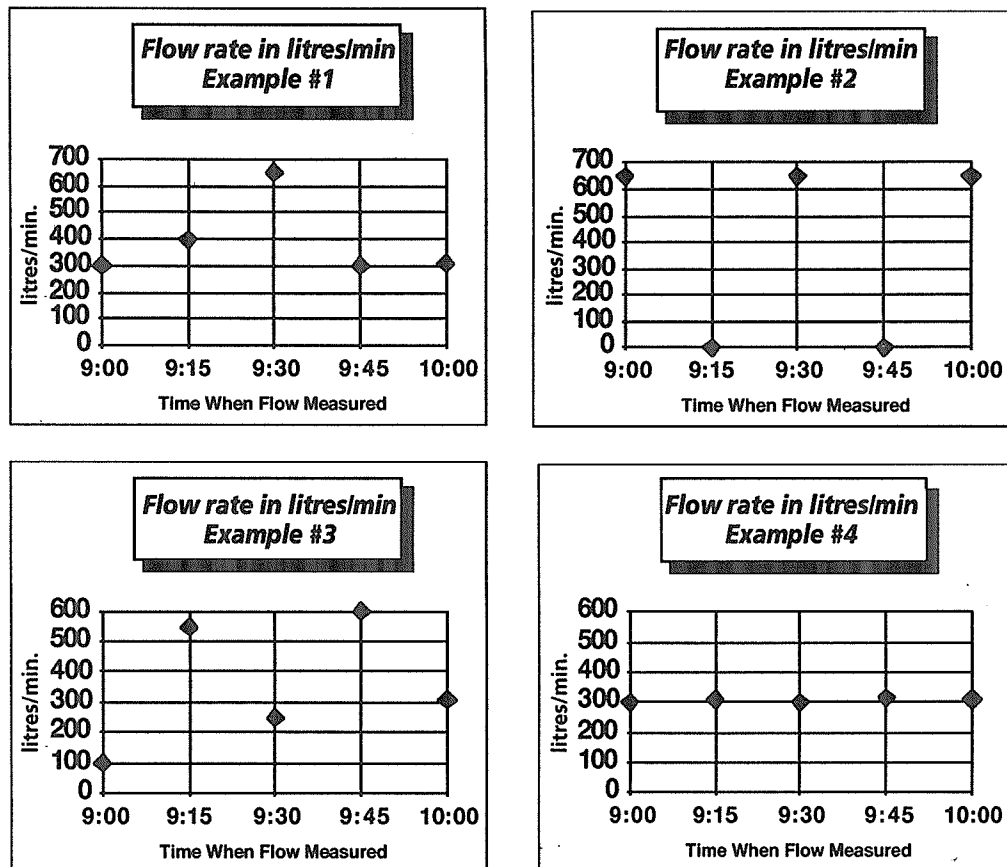 Flow rate in litres/min
Example #1
700
600
500
400
300
200
100
0
litres/min.
9:00 9:15 9:30 9:45 10:00
Time When Flow Measured
Flow rate in litres/min
Example #2
700
600
500
400
300
200
100
0
litres/min.
9:00 9:15 9:30 9:45 10:00
Time When Flow Measured
Flow rate in litres/min
Example #3
600
500
400
300
200
100
0
litres/min.
9:00 9:15 9:30 9:45 10:00
Time When Flow Measured
Flow rate in litres/min
Example #4
600
500
400
300
200
100
0
litres/min.
9:00 9:15 9:30 9:45 10:00
Time When Flow Measured